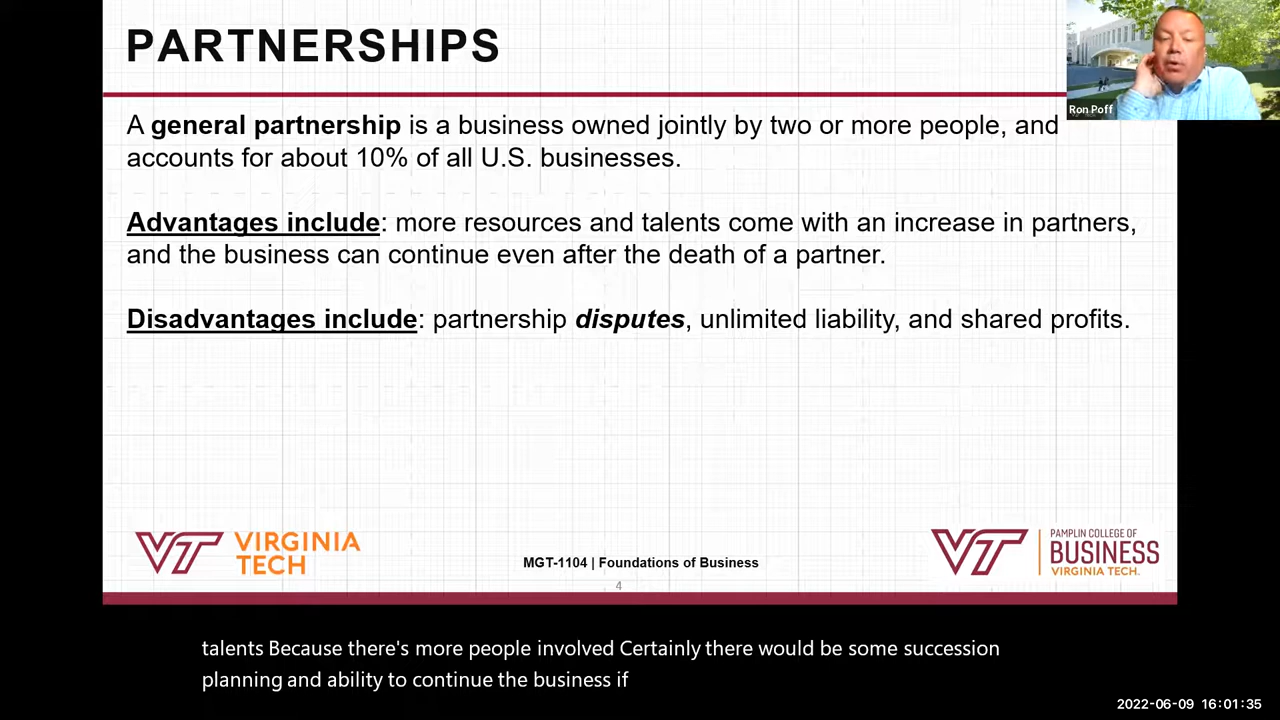 PARTNERSHIPS
Ron Poff
A general partnership is a business owned jointly by two or more people, and
accounts for about 10% of all U.S. businesses.
Advantages include: more resources and talents come with an increase in partners,
and the business can continue even after the death of a partner.
Disadvantages include: partnership disputes, unlimited liability, and shared profits.
VT VIRGINIA
TECH
MGT-1104 | Foundations of Business
4
VT PAMPLIN COLLEGE OF
BUSINESS
VIRGINIA TECH.
talents Because there's more people involved Certainly there would be some succession
planning and ability to continue the business if
2022-06-09 16:01:35